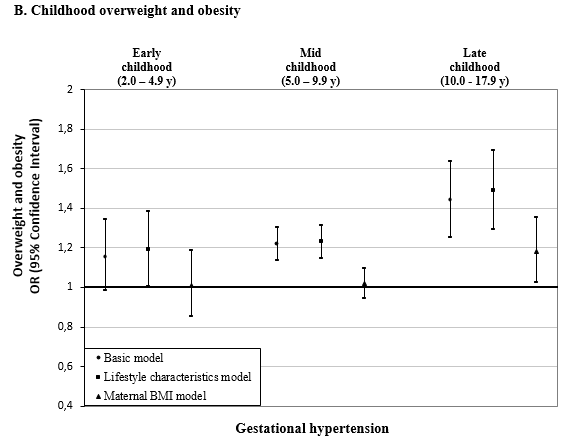 B. Childhood overweight and obesity
Early
childhood
(2.0 – 4.9 y)
Mid
childhood
(5.0 – 9.9 y)
Late
childhood
(10.0 - 17.9 y)
Overweight and obesity
OR (95% Confidence Interval)
2
1,8
1,6
1,4
1,2
1
0,8
0,6
0,4
Basic model
Lifestyle characteristics model
Maternal BMI model
Gestational hypertension